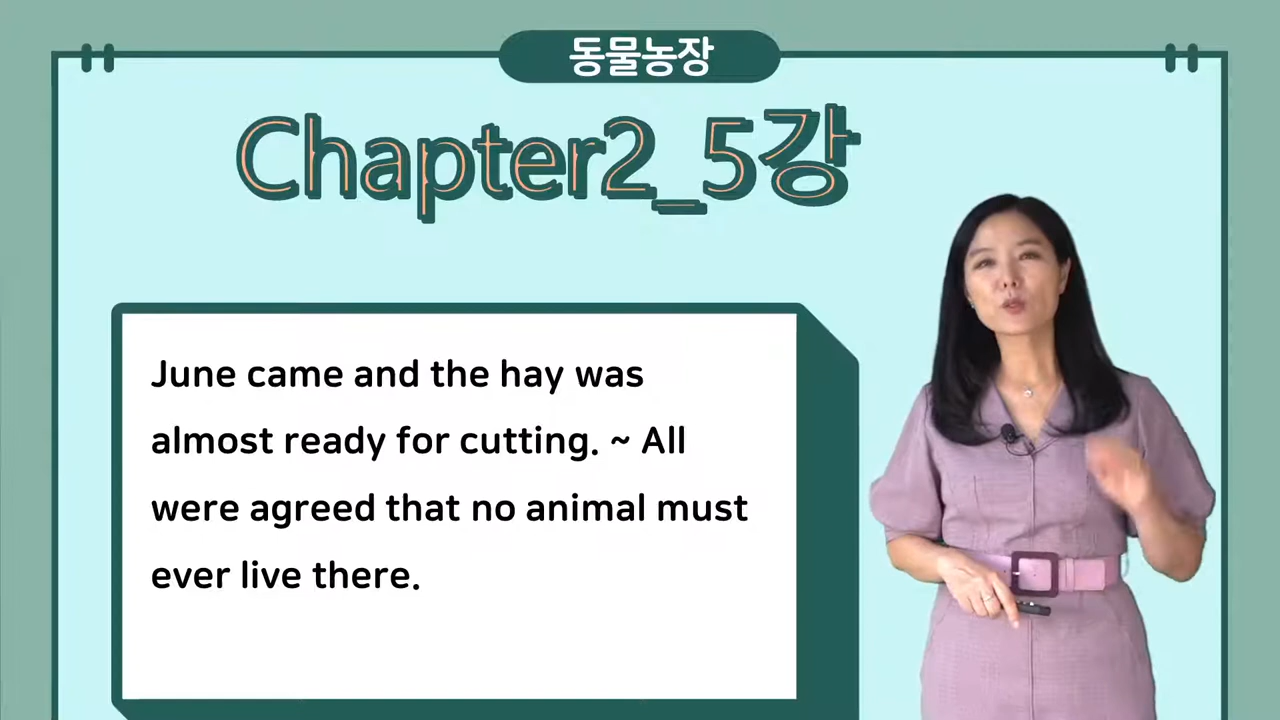 동물농장
Chapter2_5강
June came and the hay was
almost ready for cutting. ~ All
were agreed that no animal must
ever live there.